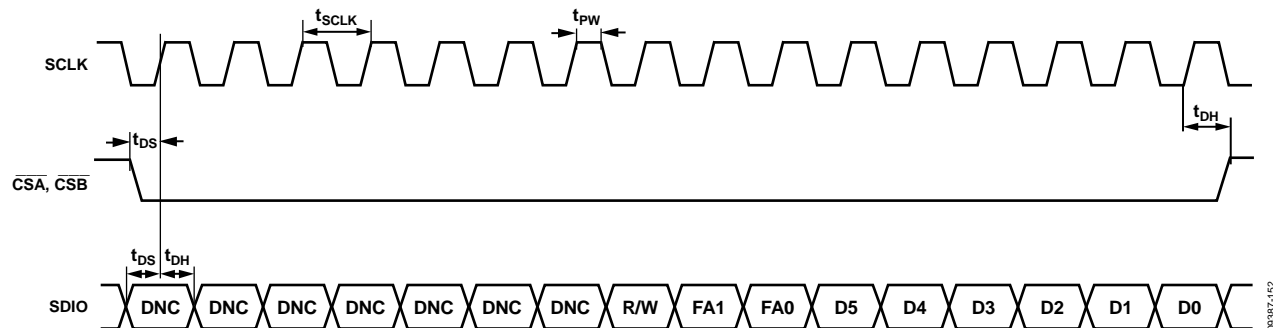 tSCLK
tPW
SCLK
tDS
tDH
CSA, CSB
tDS tDH
SDIO DNC DNC DNC DNC DNC DNC DNC R/W FA1 FA0 D5 D4 D3 D2 D1 D0
09387-152